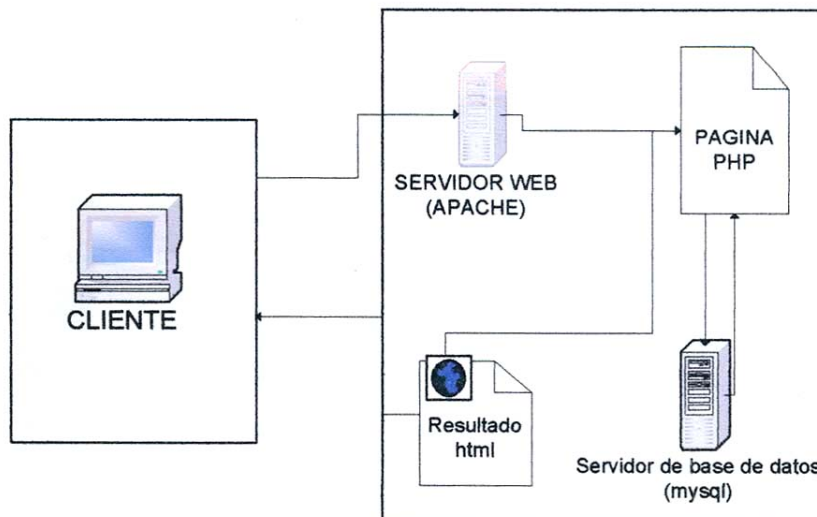 CLIENTE
SERVIDOR WEB
(APACHE)
PAGINA
PHP
Resultado
html
Servidor de base de datos
(mysql)